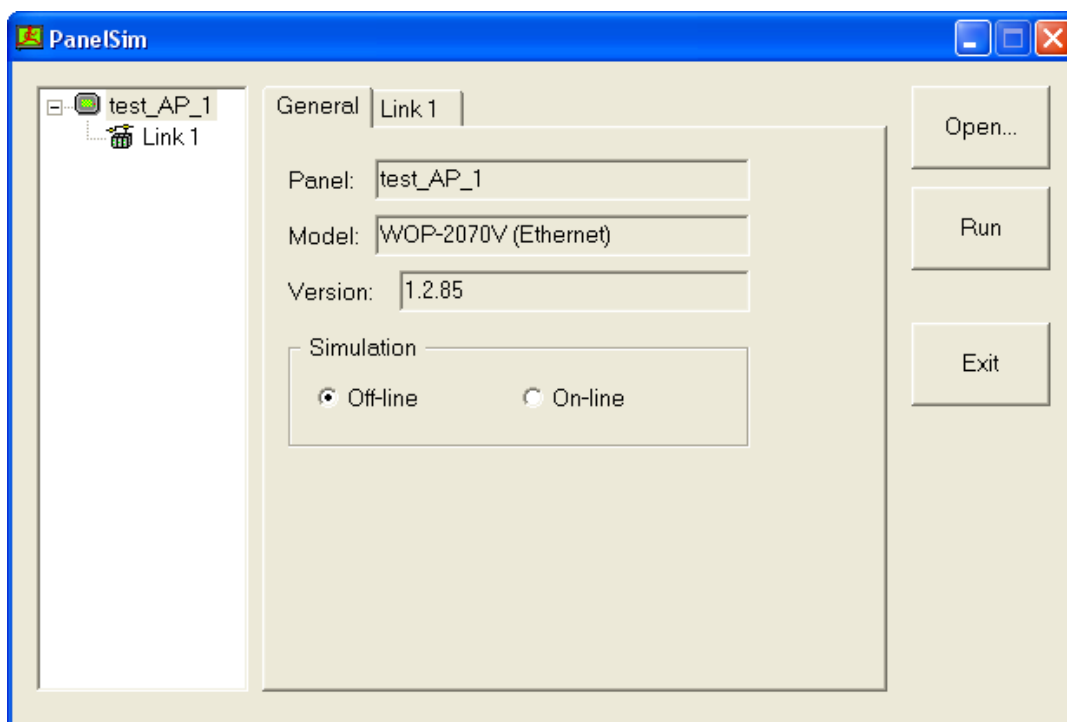 PanelSim
test_AP_1
Link 1
General
Link 1
Panel: test_AP_1
Model: WOP-2070V (Ethernet)
Version: 1.2.85
Simulation
Off-line On-line
Open...
Run
Exit